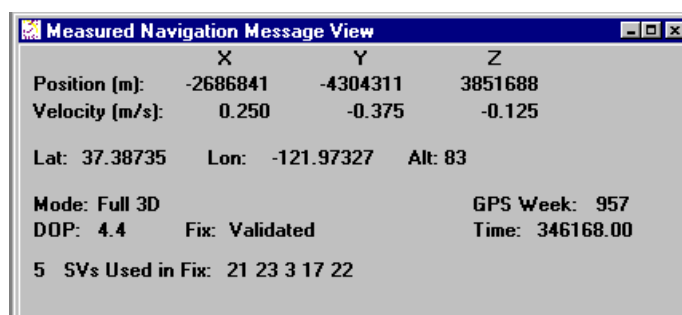 Measured Navigation Message View
X Y Z
Position (m): -2686841 -4304311 3851688
Velocity (m/s): 0.250 -0.375 -0.125
Lat: 37.38735 Lon: -121.97327 Alt: 83
Mode: Full 3D GPS Week: 957
DOP: 4.4 Fix: Validated Time: 346168.00
5 SVs Used in Fix: 21 23 3 17 22